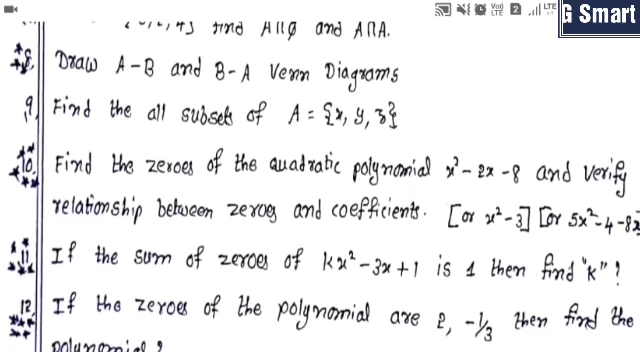 G Smart
find A∩φ and A∩A.
8. Draw A-B and B-A Venn Diagrams
9, Find the all subsets of A = {x, y, z}
10. Find the zeroes of the quadratic polynomial x²-2x-8 and verify
relationship between zeroes and coefficients. [or x²-3] [or 5x²-4-8x
11 If the sum of zeroes of kx²-3x+1 is 1 then find "k"?
12. If the zeroes of the polynomial are 2, -1/3 then find the
polynomial?